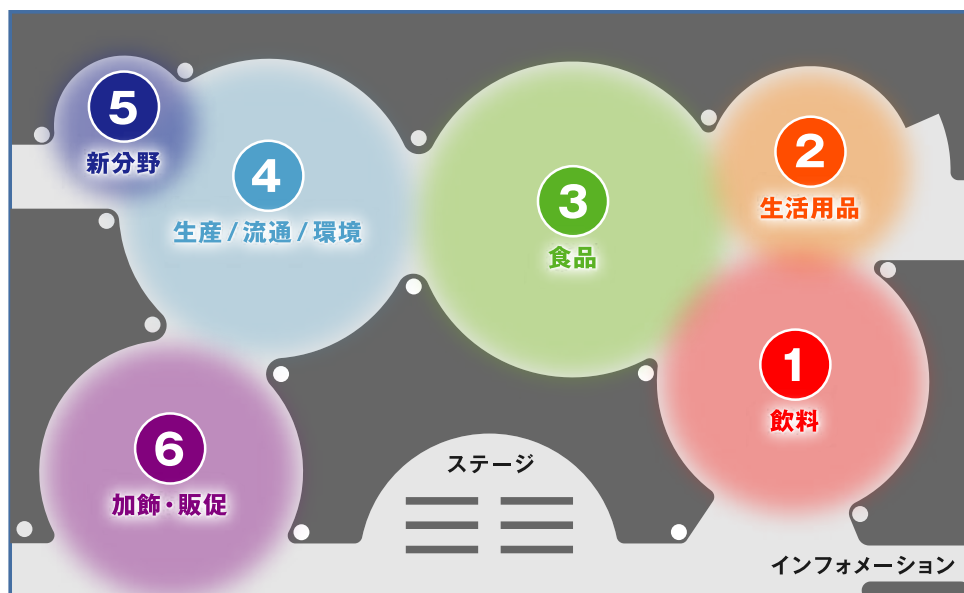 5
新分野
4
生産/流通/環境
3
食品
2
生活用品
1
飲料
6
加飾・販促
ステージ
インフォメーション